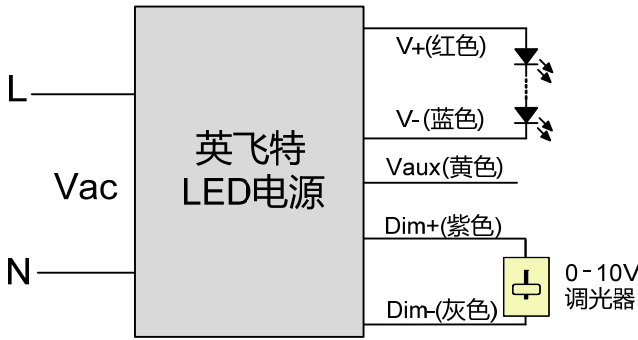 L
Vac
N
英飞特
LED电源
V+(红色)
V-(蓝色)
Vaux(黄色)
Dim+(紫色)
Dim-(灰色)
0-10V
调光器